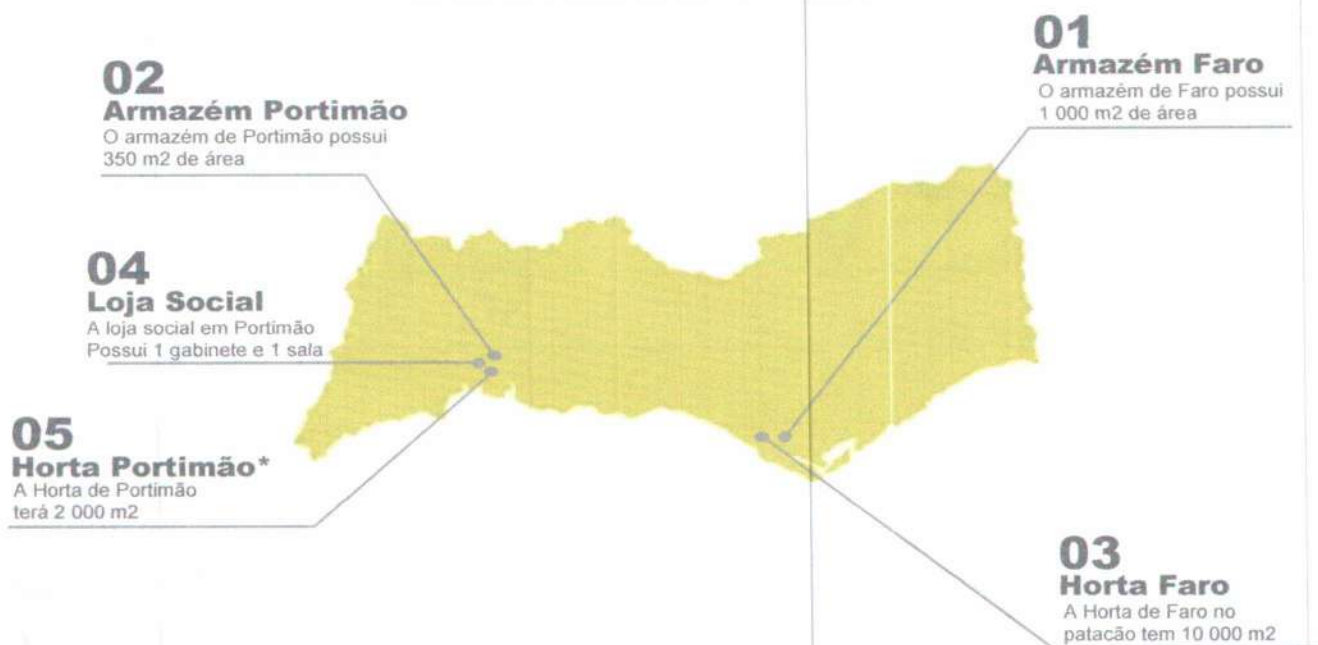 01
Armazém Faro
O armazém de Faro possui
1 000 m2 de área
02
Armazém Portimão
O armazém de Portimão possui
350 m2 de área
04
Loja Social
A loja social em Portimão
Possui 1 gabinete e 1 sala
05
Horta Portimão*
A Horta de Portimão
terá 2 000 m2
03
Horta Faro
A Horta de Faro no
patacão tem 10 000 m2